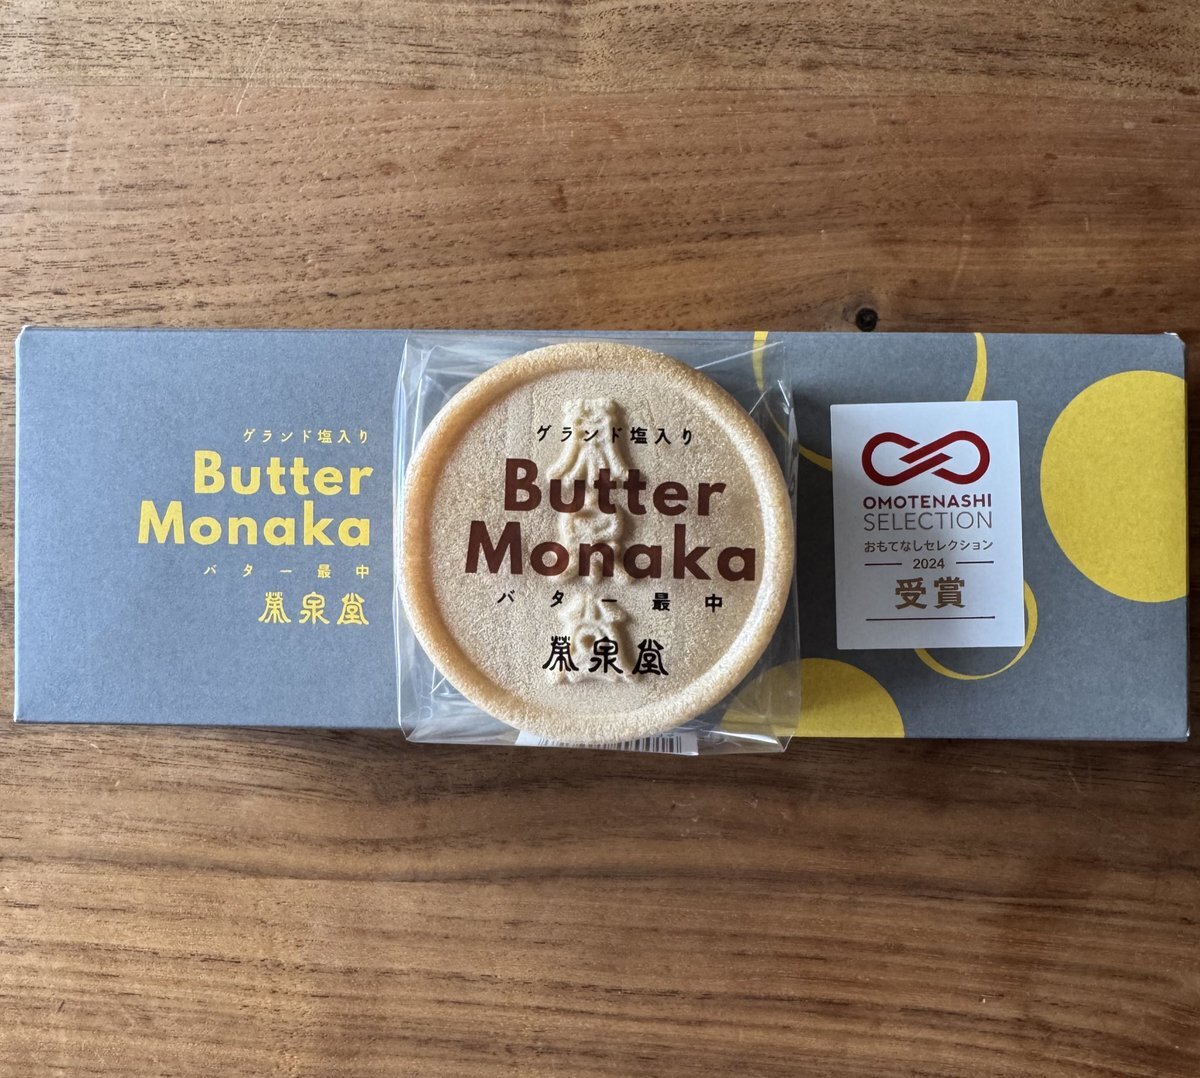 グランド塩入り
Butter
Monaka
バター最中
榮泉堂
グランド塩入り
Butter
Monaka
バター最中
榮泉堂
OMOTENASHI
SELECTION
おもてなしセレクション
2024
受賞